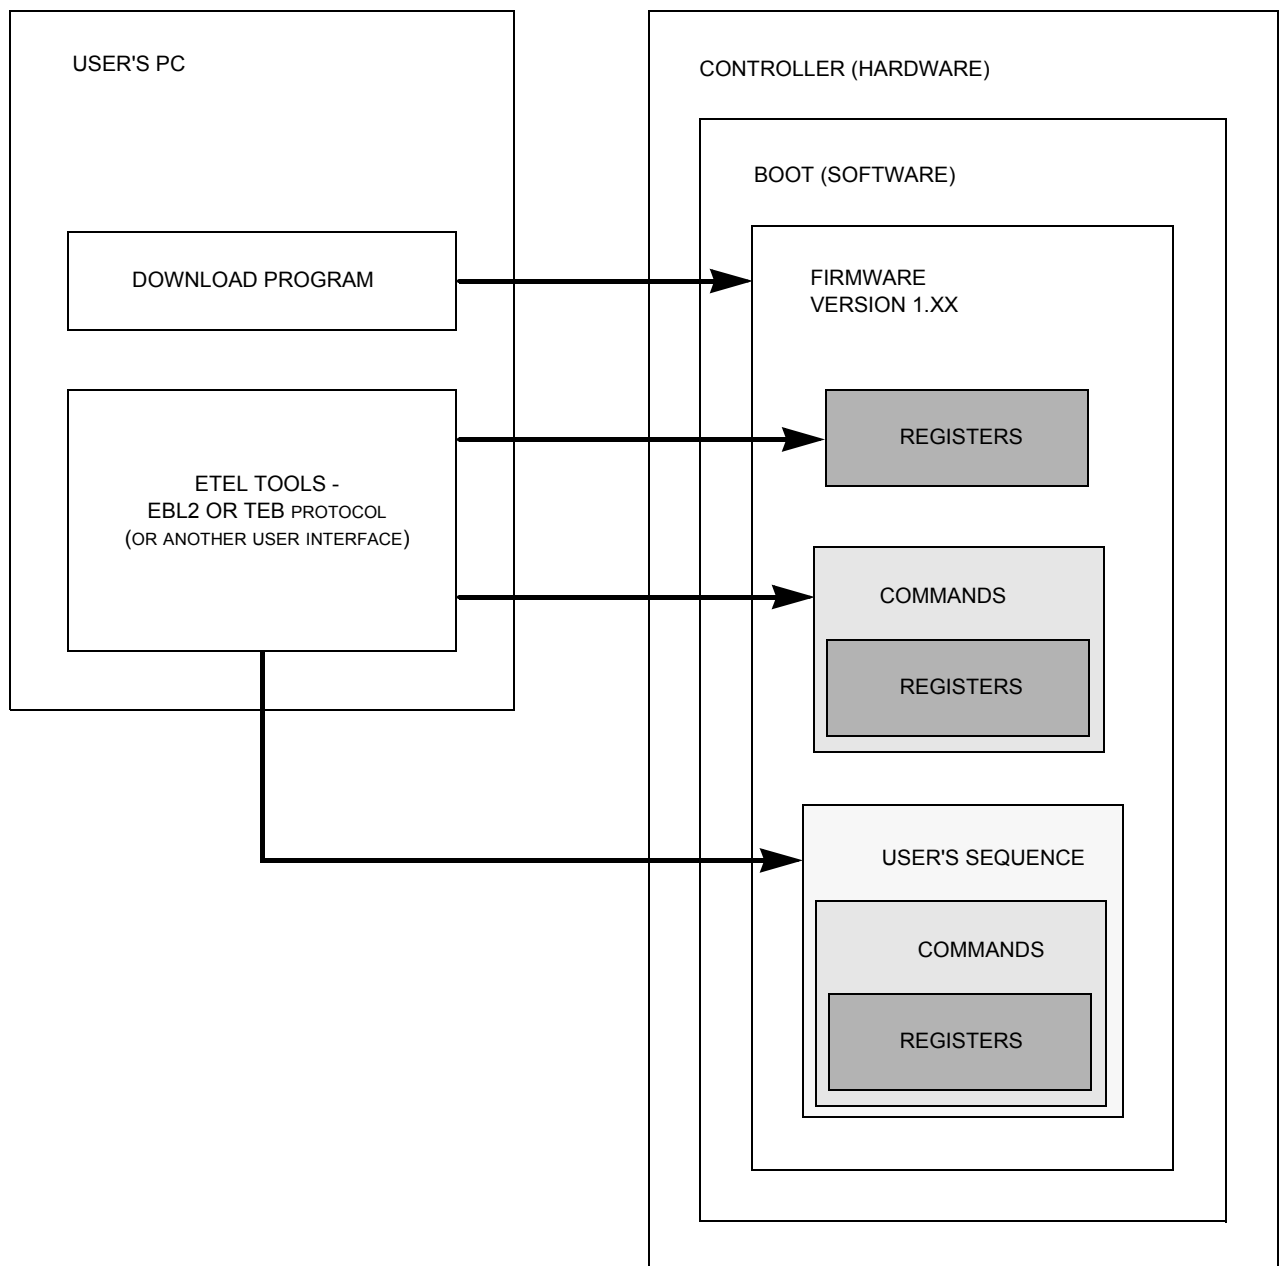 USER'S PC
DOWNLOAD PROGRAM
ETEL TOOLS -
EBL2 OR TEB PROTOCOL
(OR ANOTHER USER INTERFACE)
CONTROLLER (HARDWARE)
BOOT (SOFTWARE)
FIRMWARE
VERSION 1.XX
REGISTERS
COMMANDS
REGISTERS
USER'S SEQUENCE
COMMANDS
REGISTERS